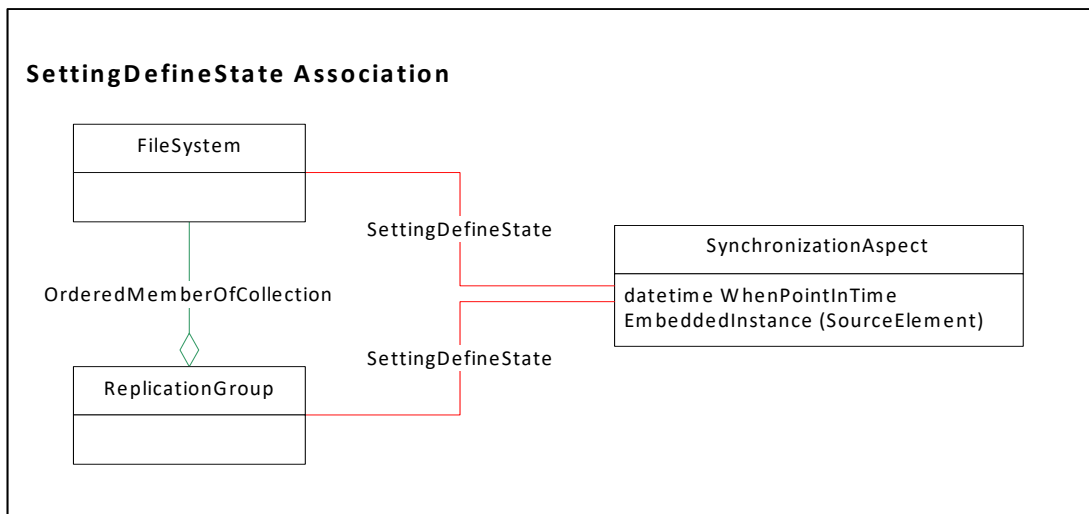 SettingDefineState Association
FileSystem
SettingDefineState
SynchronizationAspect
datetime WhenPointInTime
EmbeddedInstance (SourceElement)
OrderedMemberOfCollection
SettingDefineState
ReplicationGroup